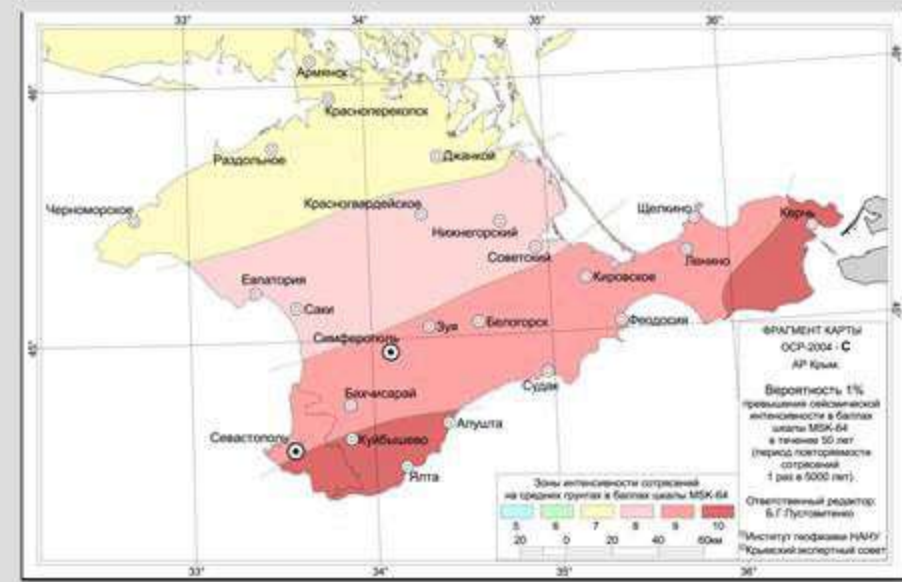 33° 34° 35° 36°
46°
Армянск
Красноперекопск
Раздольное
Джанкой
Черноморское
Красногвардейское
Нижнегорский
Щелкино
Керчь
Советский
Ленино
Евпатория
Кировское
Саки
Зуя
Белогорск
Феодосия
Симферополь
45°
45°
Судак
Бахчисарай
Алушта
Севастополь
Куйбышево
Ялта
ФРАГМЕНТ КАРТЫ
ОСР-2004 - С
АР Крым.
Вероятность 1%
превышения сейсмической
интенсивности в баллах
шкалы MSK-64
в течение 50 лет
(период повторяемости
сотрясений
1 раз в 5000 лет).
Ответственный редактор:
Б.Г.Пустовитенко
Институт геофизики НАНУ
Крымский экспертный совет
Зоны интенсивности сотрясений
на средних грунтах в баллах шкалы MSK-64
5 6 7 8 9 10
20 0 20 40 60км
33° 34° 35° 36°